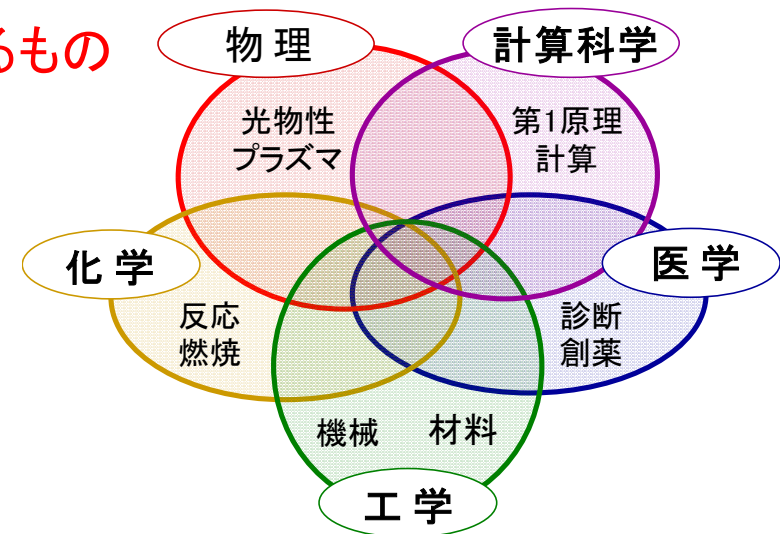 るもの
物 理
計算科学
光物性
プラズマ
第1原理
計算
化 学
医 学
反応
燃焼
診断
創薬
機械
材料
工 学